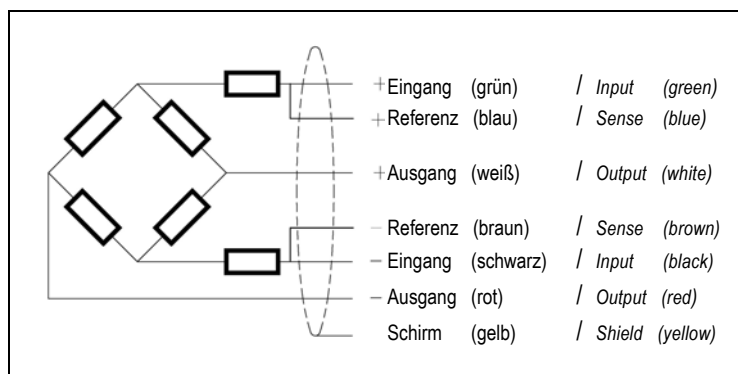 + Eingang (grün) / Input (green)
+ Referenz (blau) / Sense (blue)
+ Ausgang (weiß) / Output (white)
− Referenz (braun) / Sense (brown)
− Eingang (schwarz) / Input (black)
− Ausgang (rot) / Output (red)
Schirm (gelb) / Shield (yellow)